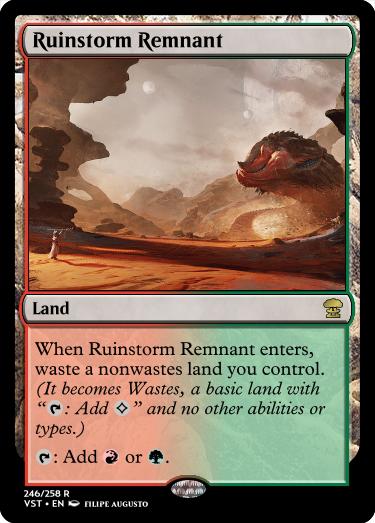 Ruinstorm Remnant
Land
When Ruinstorm Remnant enters,
waste a nonwastes land you control.
(It becomes Wastes, a basic land with
“: Add ” and no other abilities or
types.)
: Add or .
246/258 R
VST • EN FILIPE AUGUSTO